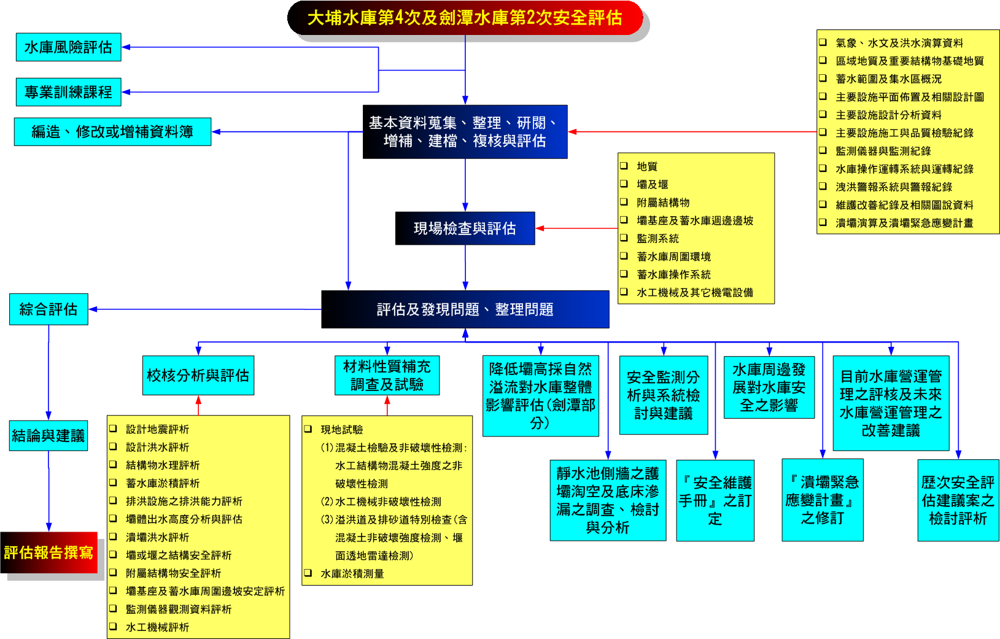 大埔水庫第4次及劍潭水庫第2次安全評估
水庫風險評估
專業訓練課程
編造、修改或增補資料簿
基本資料蒐集、整理、研閱、
增補、建檔、複核與評估
❑ 氣象、水文及洪水演算資料
❑ 區域地質及重要結構物基礎地質
❑ 蓄水範圍及集水區概況
❑ 主要設施平面佈置及相關設計圖
❑ 主要設施設計分析資料
❑ 主要設施施工與品質檢驗紀錄
❑ 監測儀器與監測紀錄
❑ 水庫操作運轉系統與運轉紀錄
❑ 洩洪警報系統與警報紀錄
❑ 維護改善紀錄及相關圖說資料
❑ 潰壩演算及潰壩緊急應變計畫
現場檢查與評估
❑ 地質
❑ 壩及堰
❑ 附屬結構物
❑ 壩基座及蓄水庫週邊邊坡
❑ 監測系統
❑ 蓄水庫周圍環境
❑ 蓄水庫操作系統
❑ 水工機械及其它機電設備
評估及發現問題、整理問題
綜合評估
結論與建議
評估報告撰寫
校核分析與評估
❑ 設計地震評析
❑ 設計洪水評析
❑ 結構物水理評析
❑ 蓄水庫淤積評析
❑ 排洪設施之排洪能力評析
❑ 壩體出水高度分析與評估
❑ 潰壩洪水評析
❑ 壩或堰之結構安全評析
❑ 附屬結構物安全評析
❑ 壩基座及蓄水庫周圍邊坡安定評析
❑ 監測儀器觀測資料評析
❑ 水工機械評析
材料性質補充
調查及試驗
❑ 現地試驗
(1)混凝土檢驗及非破壞性檢測:
水工結構物混凝土強度之非
破壞性檢測
(2)水工機械非破壞性檢測
(3)溢洪道及排砂道特別檢查(含
混凝土非破壞強度檢測、堰
面透地雷達檢測)
❑ 水庫淤積測量
降低壩高採自然
溢流對水庫整體
影響評估(劍潭部
分)
安全監測分
析與系統檢
討與建議
水庫周邊發
展對水庫安
全之影響
目前水庫營運管
理之評核及未來
水庫營運管理之
改善建議
靜水池側牆之護
壩淘空及底床滲
漏之調查、檢討
與分析
『安全維護
手冊』之訂
定
『潰壩緊急
應變計畫』
之修訂
歷次安全評
估建議案之
檢討評析